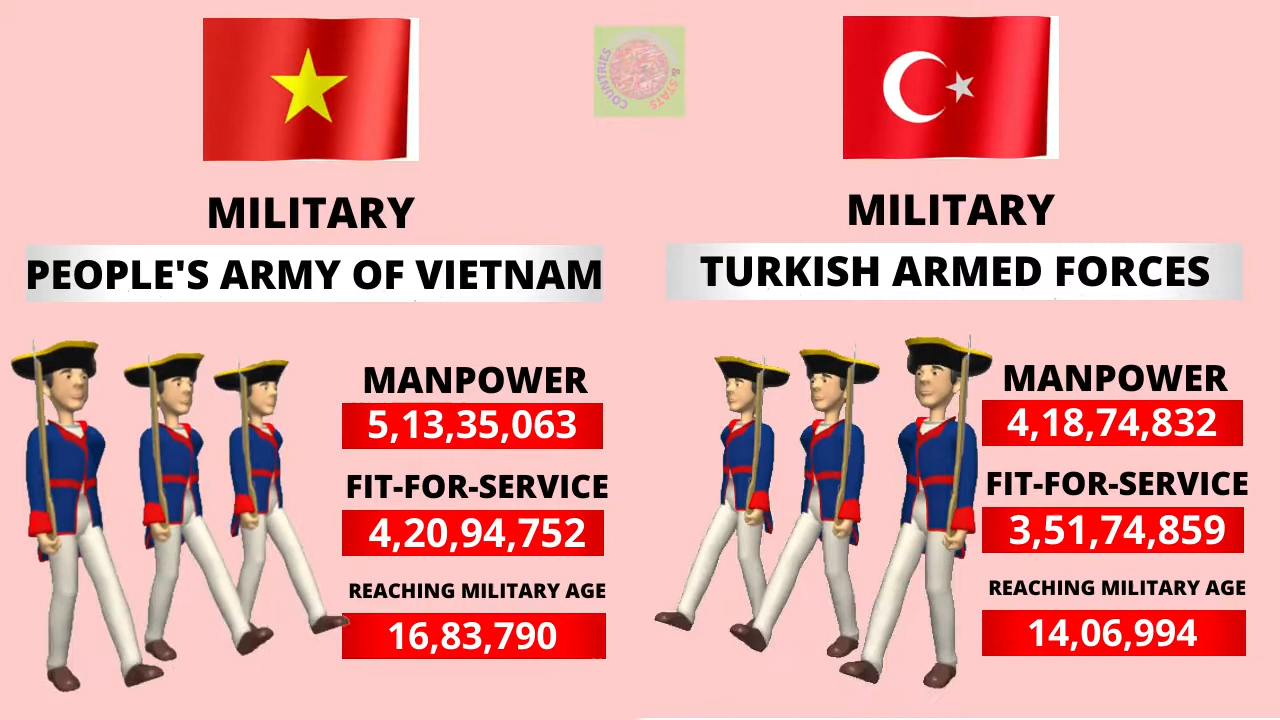 COUNTRIES & STATS
MILITARY
PEOPLE'S ARMY OF VIETNAM
MANPOWER
5,13,35,063
FIT-FOR-SERVICE
4,20,94,752
REACHING MILITARY AGE
16,83,790
MILITARY
TURKISH ARMED FORCES
MANPOWER
4,18,74,832
FIT-FOR-SERVICE
3,51,74,859
REACHING MILITARY AGE
14,06,994